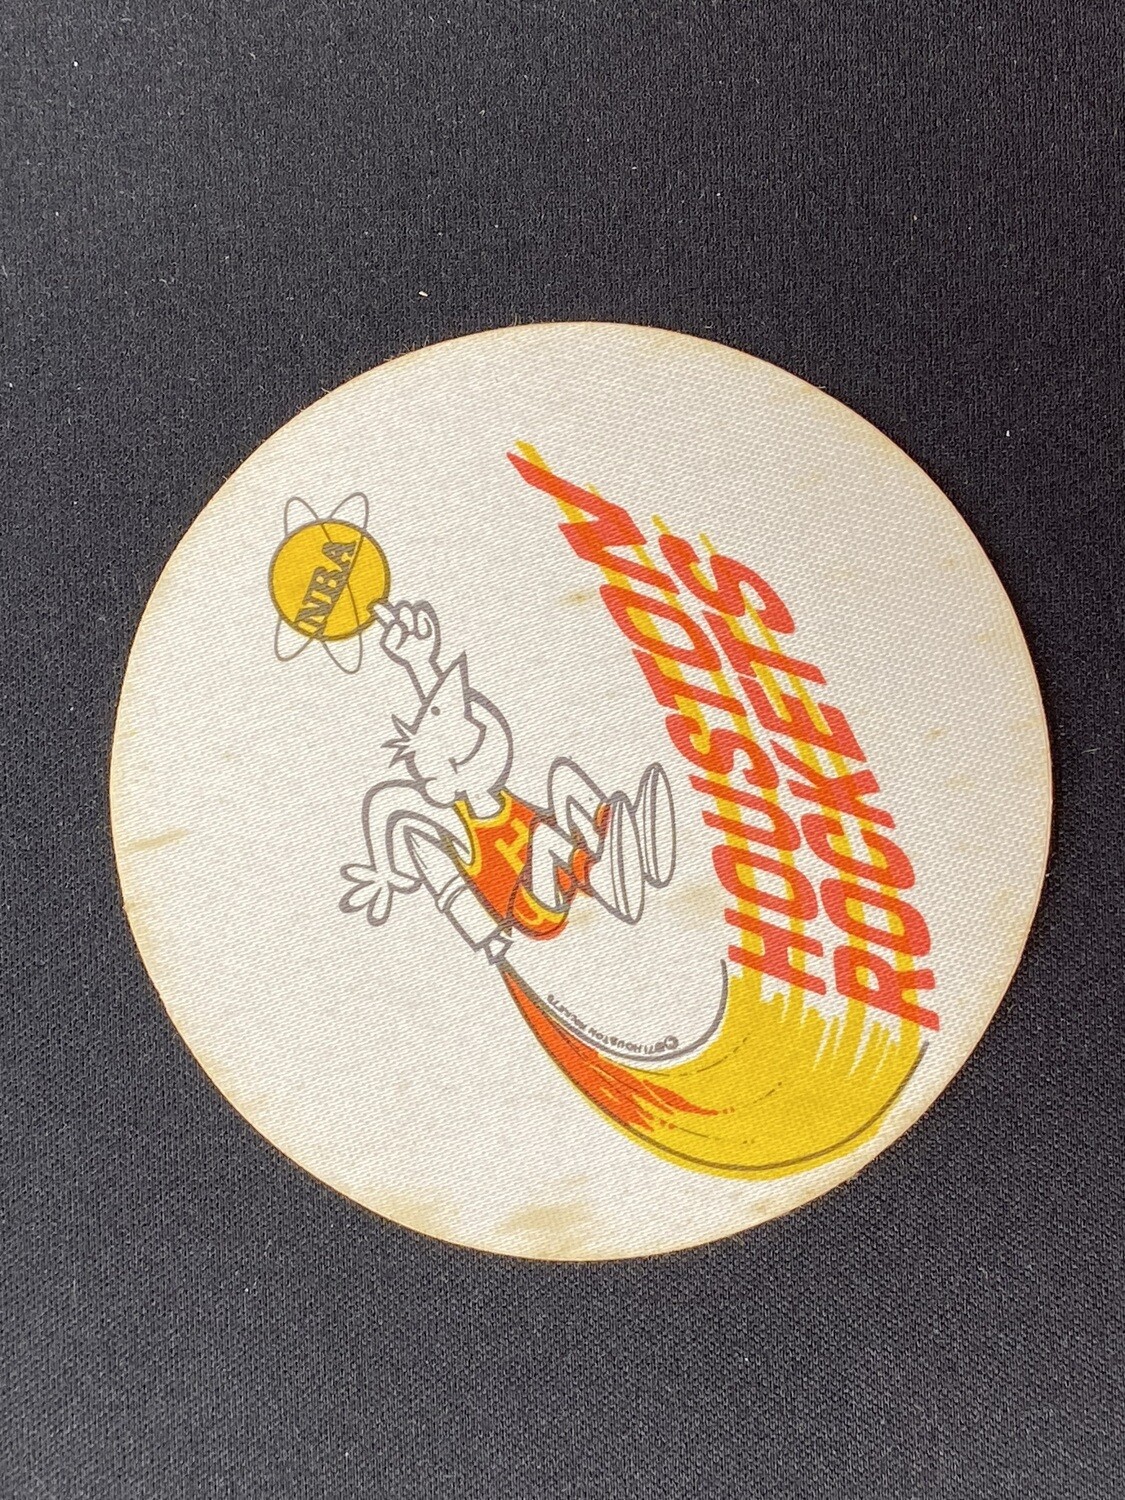 NBA
H
HOUSTON
ROCKETS
© 1971 HOUSTON ROCKETS